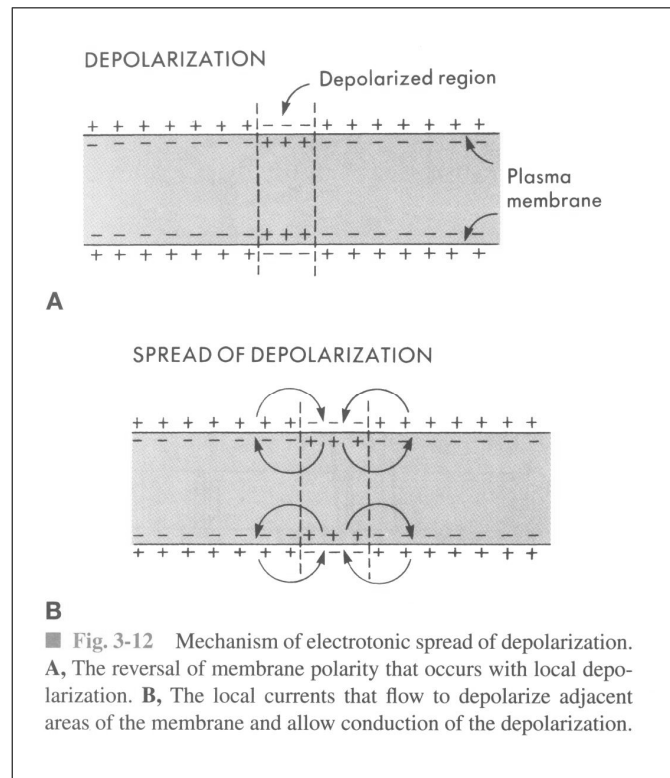 DEPOLARIZATION
Depolarized region
+ + + + + + + + − − − + + + + + + + + +
− − − − − − − + + + − − − − − − − − −
Plasma
membrane
− − − − − − − + + + − − − − − − − − −
+ + + + + + + + − − − + + + + + + + + +
A
SPREAD OF DEPOLARIZATION
+ + + + + + + + − − − + + + + + + + +
− − − − − − − − + + + − − − − − − − −
− − − − − − − − + + + − − − − − − − −
+ + + + + + + + − − − + + + + + + + +
B
■ Fig. 3-12 Mechanism of electrotonic spread of depolarization.
A, The reversal of membrane polarity that occurs with local depo-
larization. B, The local currents that flow to depolarize adjacent
areas of the membrane and allow conduction of the depolarization.